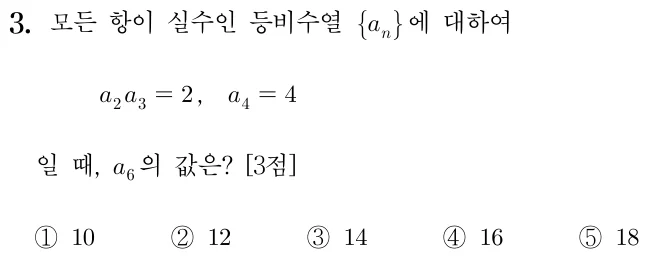 3. 모든 항이 실수인 등비수열 {aₙ}에 대하여
a₂a₃ = 2, a₄ = 4
일 때, a₆의 값은? [3점]
① 10 ② 12 ③ 14 ④ 16 ⑤ 18